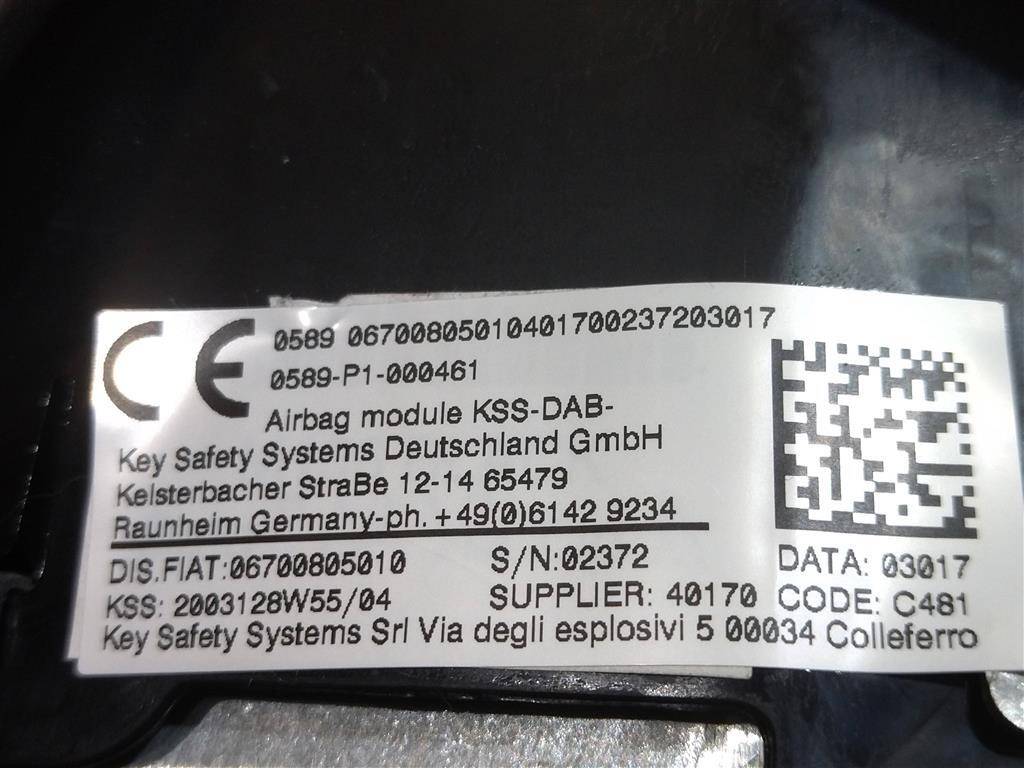 CE 0589 06700805010401700237203017
0589-P1-000461
Airbag module KSS-DAB-
Key Safety Systems Deutschland GmbH
Kelsterbacher StraBe 12-14 65479
Raunheim Germany-ph. +49(0)6142 9234
DIS.FIAT:06700805010 S/N:02372 DATA: 03017
KSS: 2003128W55/04 SUPPLIER: 40170 CODE: C481
Key Safety Systems Srl Via degli esplosivi 5 00034 Colleferro